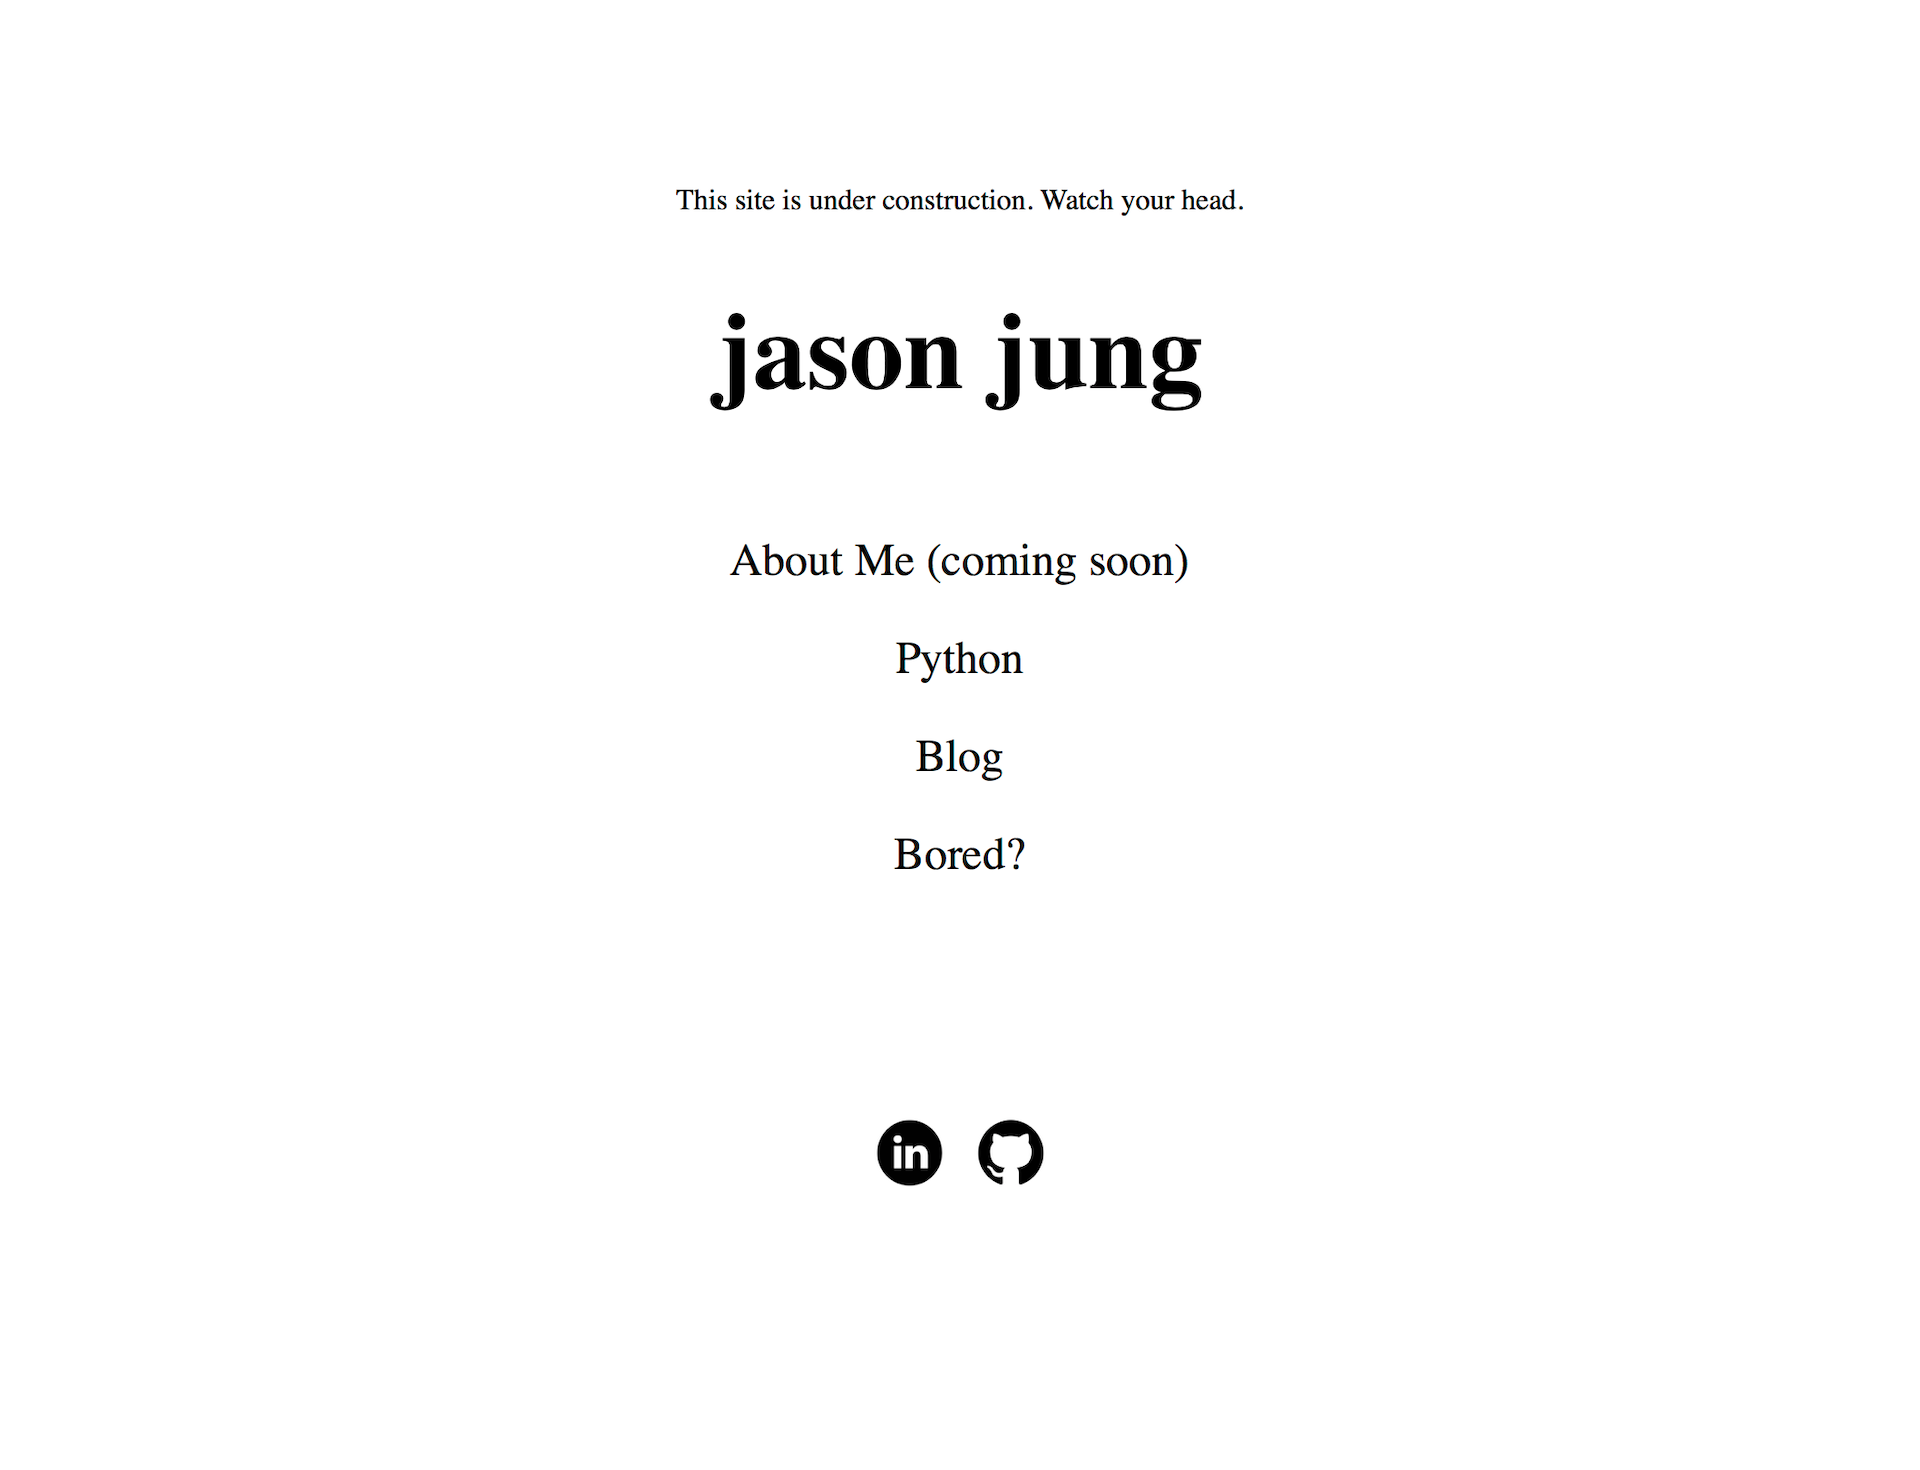 This site is under construction. Watch your head.
jason jung
About Me (coming soon)
Python
Blog
Bored?
in